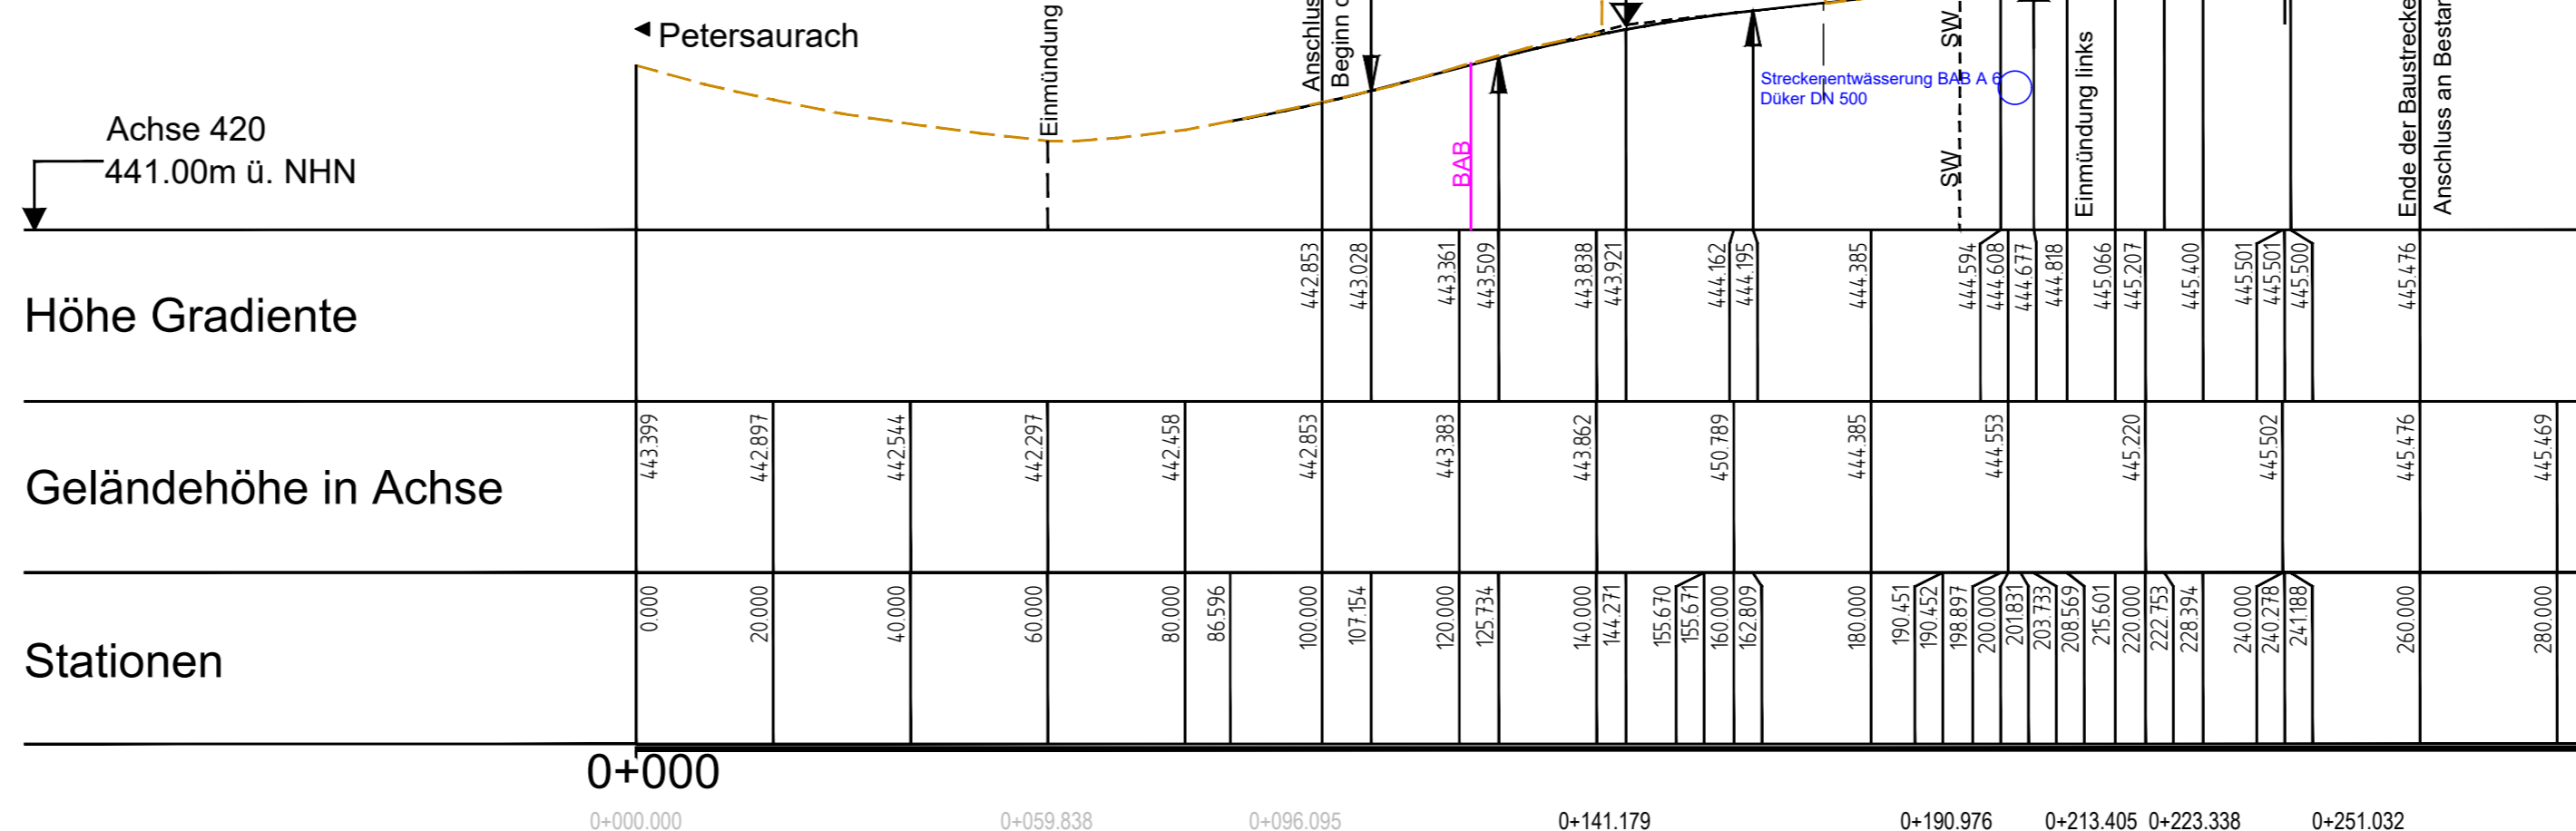 Petersaurach
Einmündung
Anschlus
Beginn
Streckenentwässerung BAB A 6
Düker DN 500
BAB
SW
SW
Einmündung links
Ende der Baustrecke
Anschluss an Bestan
Achse 420
441.00m ü. NHN
Höhe Gradiente
442.853 443.028 443.361 443.509 443.838 443.921 444.162 444.195 444.385 444.594 444.608 444.677 444.818 445.066 445.207 445.400 445.501 445.501 445.500 445.476
Geländehöhe in Achse
443.399 442.897 442.544 442.297 442.458 442.853 443.383 443.862 450.789 444.385 444.553 445.220 445.502 445.476 445.469
Stationen
0.000 20.000 40.000 60.000 80.000 86.596 100.000 107.154 120.000 125.734 140.000 144.271 155.670 155.671 160.000 162.809 180.000 190.451 190.452 198.897 200.000 201.831 203.733 208.569 215.601 220.000 222.753 228.394 240.000 240.278 241.188 260.000 280.000
0+000
0+000.000 0+059.838 0+096.095 0+141.179 0+190.976 0+213.405 0+223.338 0+251.032